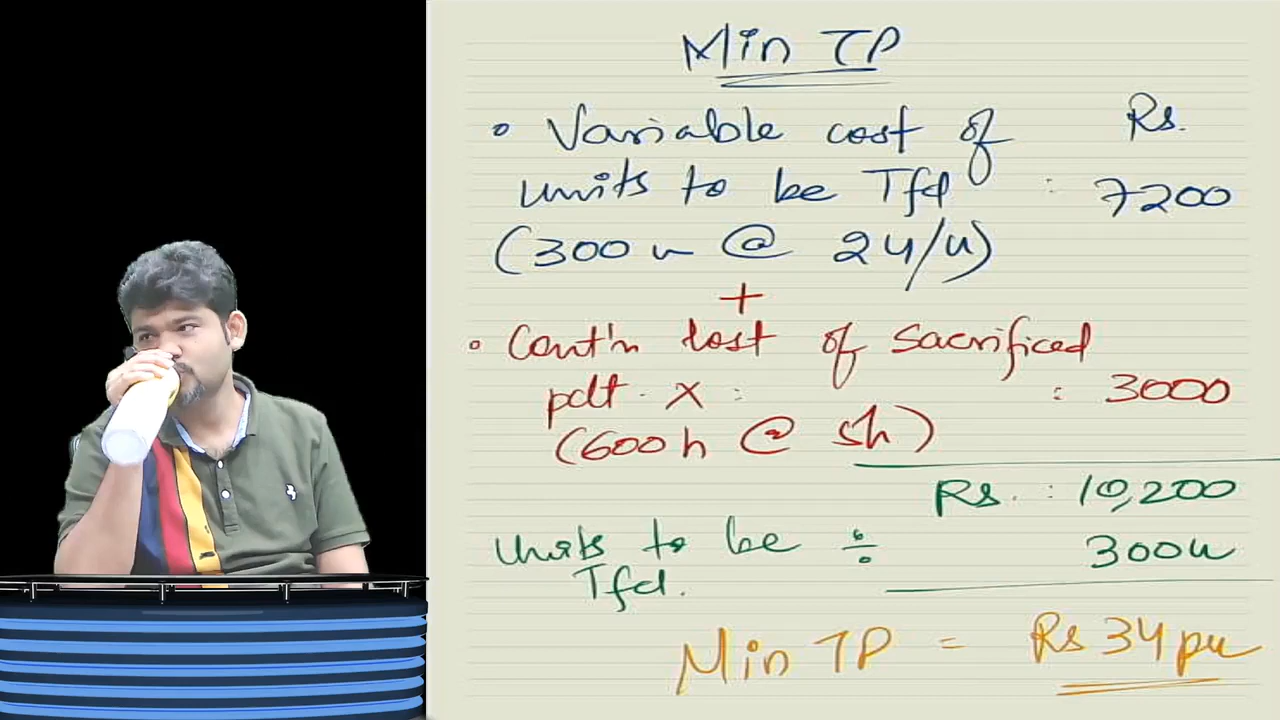 Min TP
• Variable cost of Rs.
units to be Tfd : 7200
(300 u @ 24/u)
+
• Cont'n lost of sacrificed
pdt. X : : 3000
(600h @ 5h)
Rs. : 10,200
Units to be ÷ 300u
Tfd.
Min TP = Rs 34 pu